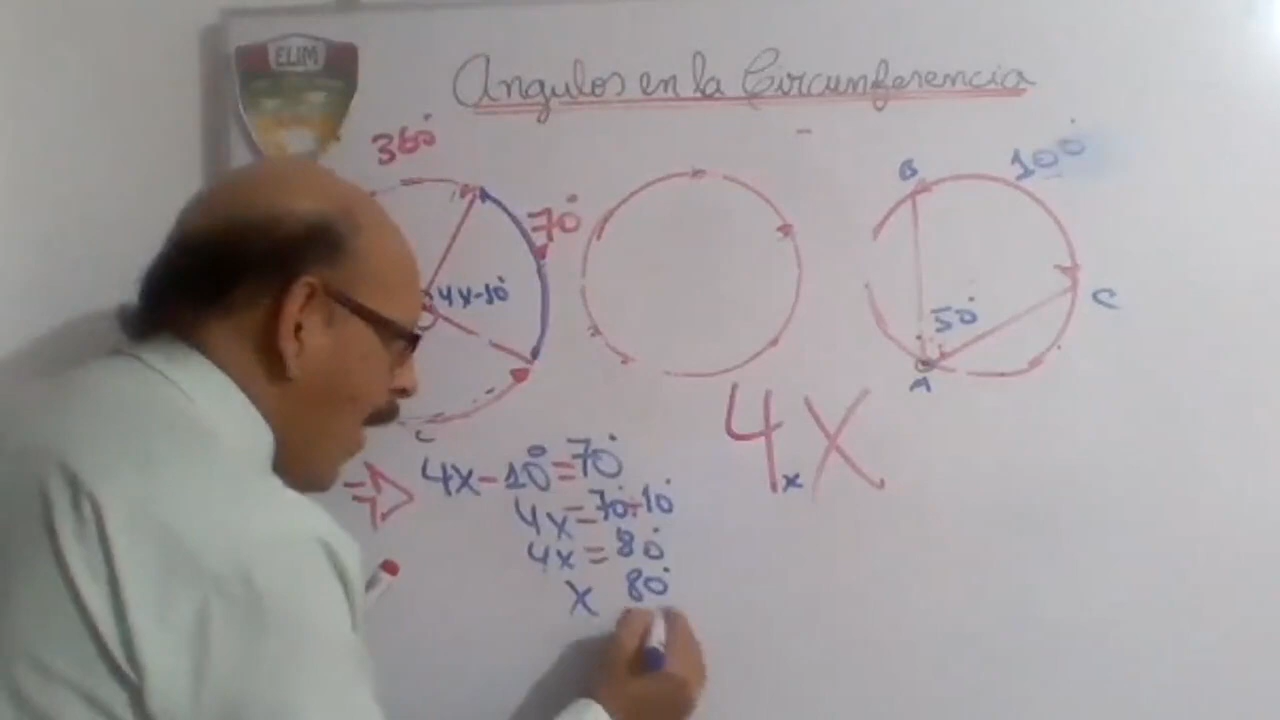 ELIM
Angulos en la Circunferencia
360°
70°
4x-10°
B
100°
C
50°
A
C
4x-10°=70°
4x=70°+10°
4x=80°
x 80°
4xX